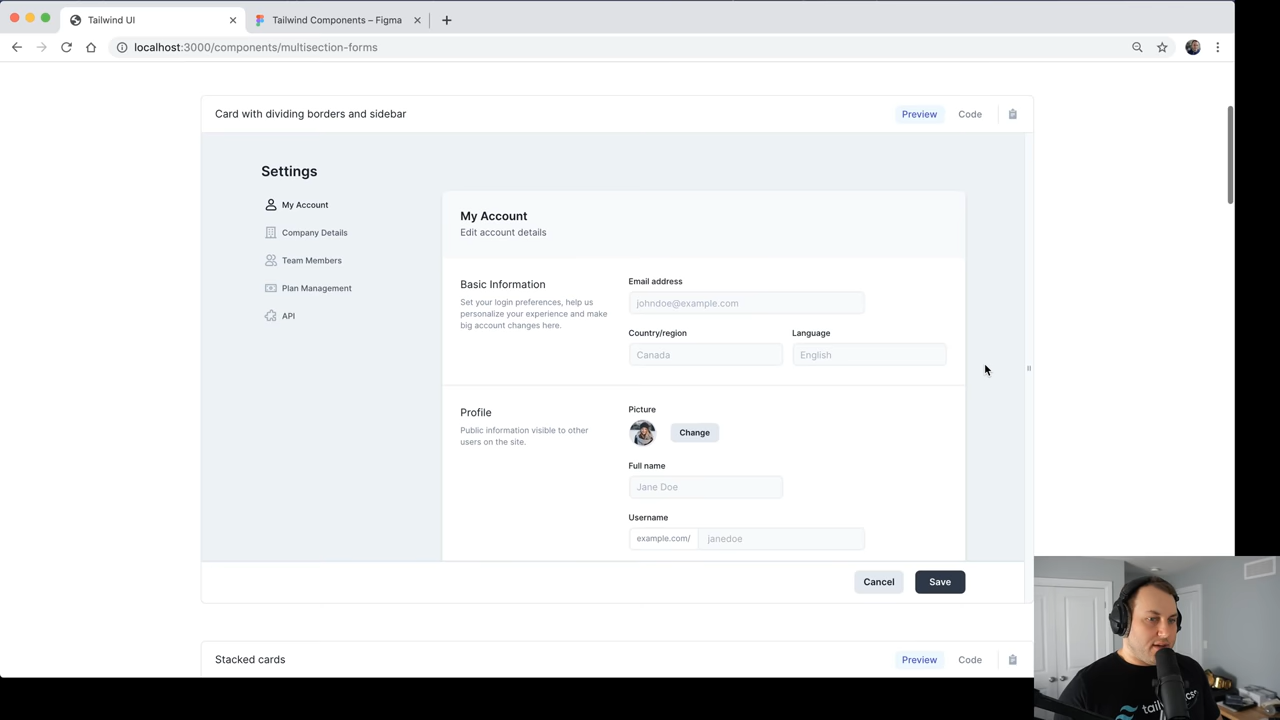 Tailwind UI
Tailwind Components – Figma
localhost:3000/components/multisection-forms
Card with dividing borders and sidebar
Preview
Code
Settings
My Account
Company Details
Team Members
Plan Management
API
My Account
Edit account details
Basic Information
Set your login preferences, help us
personalize your experience and make
big account changes here.
Email address
johndoe@example.com
Country/region
Language
Canada
English
Profile
Public information visible to other
users on the site.
Picture
Change
Full name
Jane Doe
Username
example.com/
janedoe
Cancel
Save
Stacked cards
Preview
Code